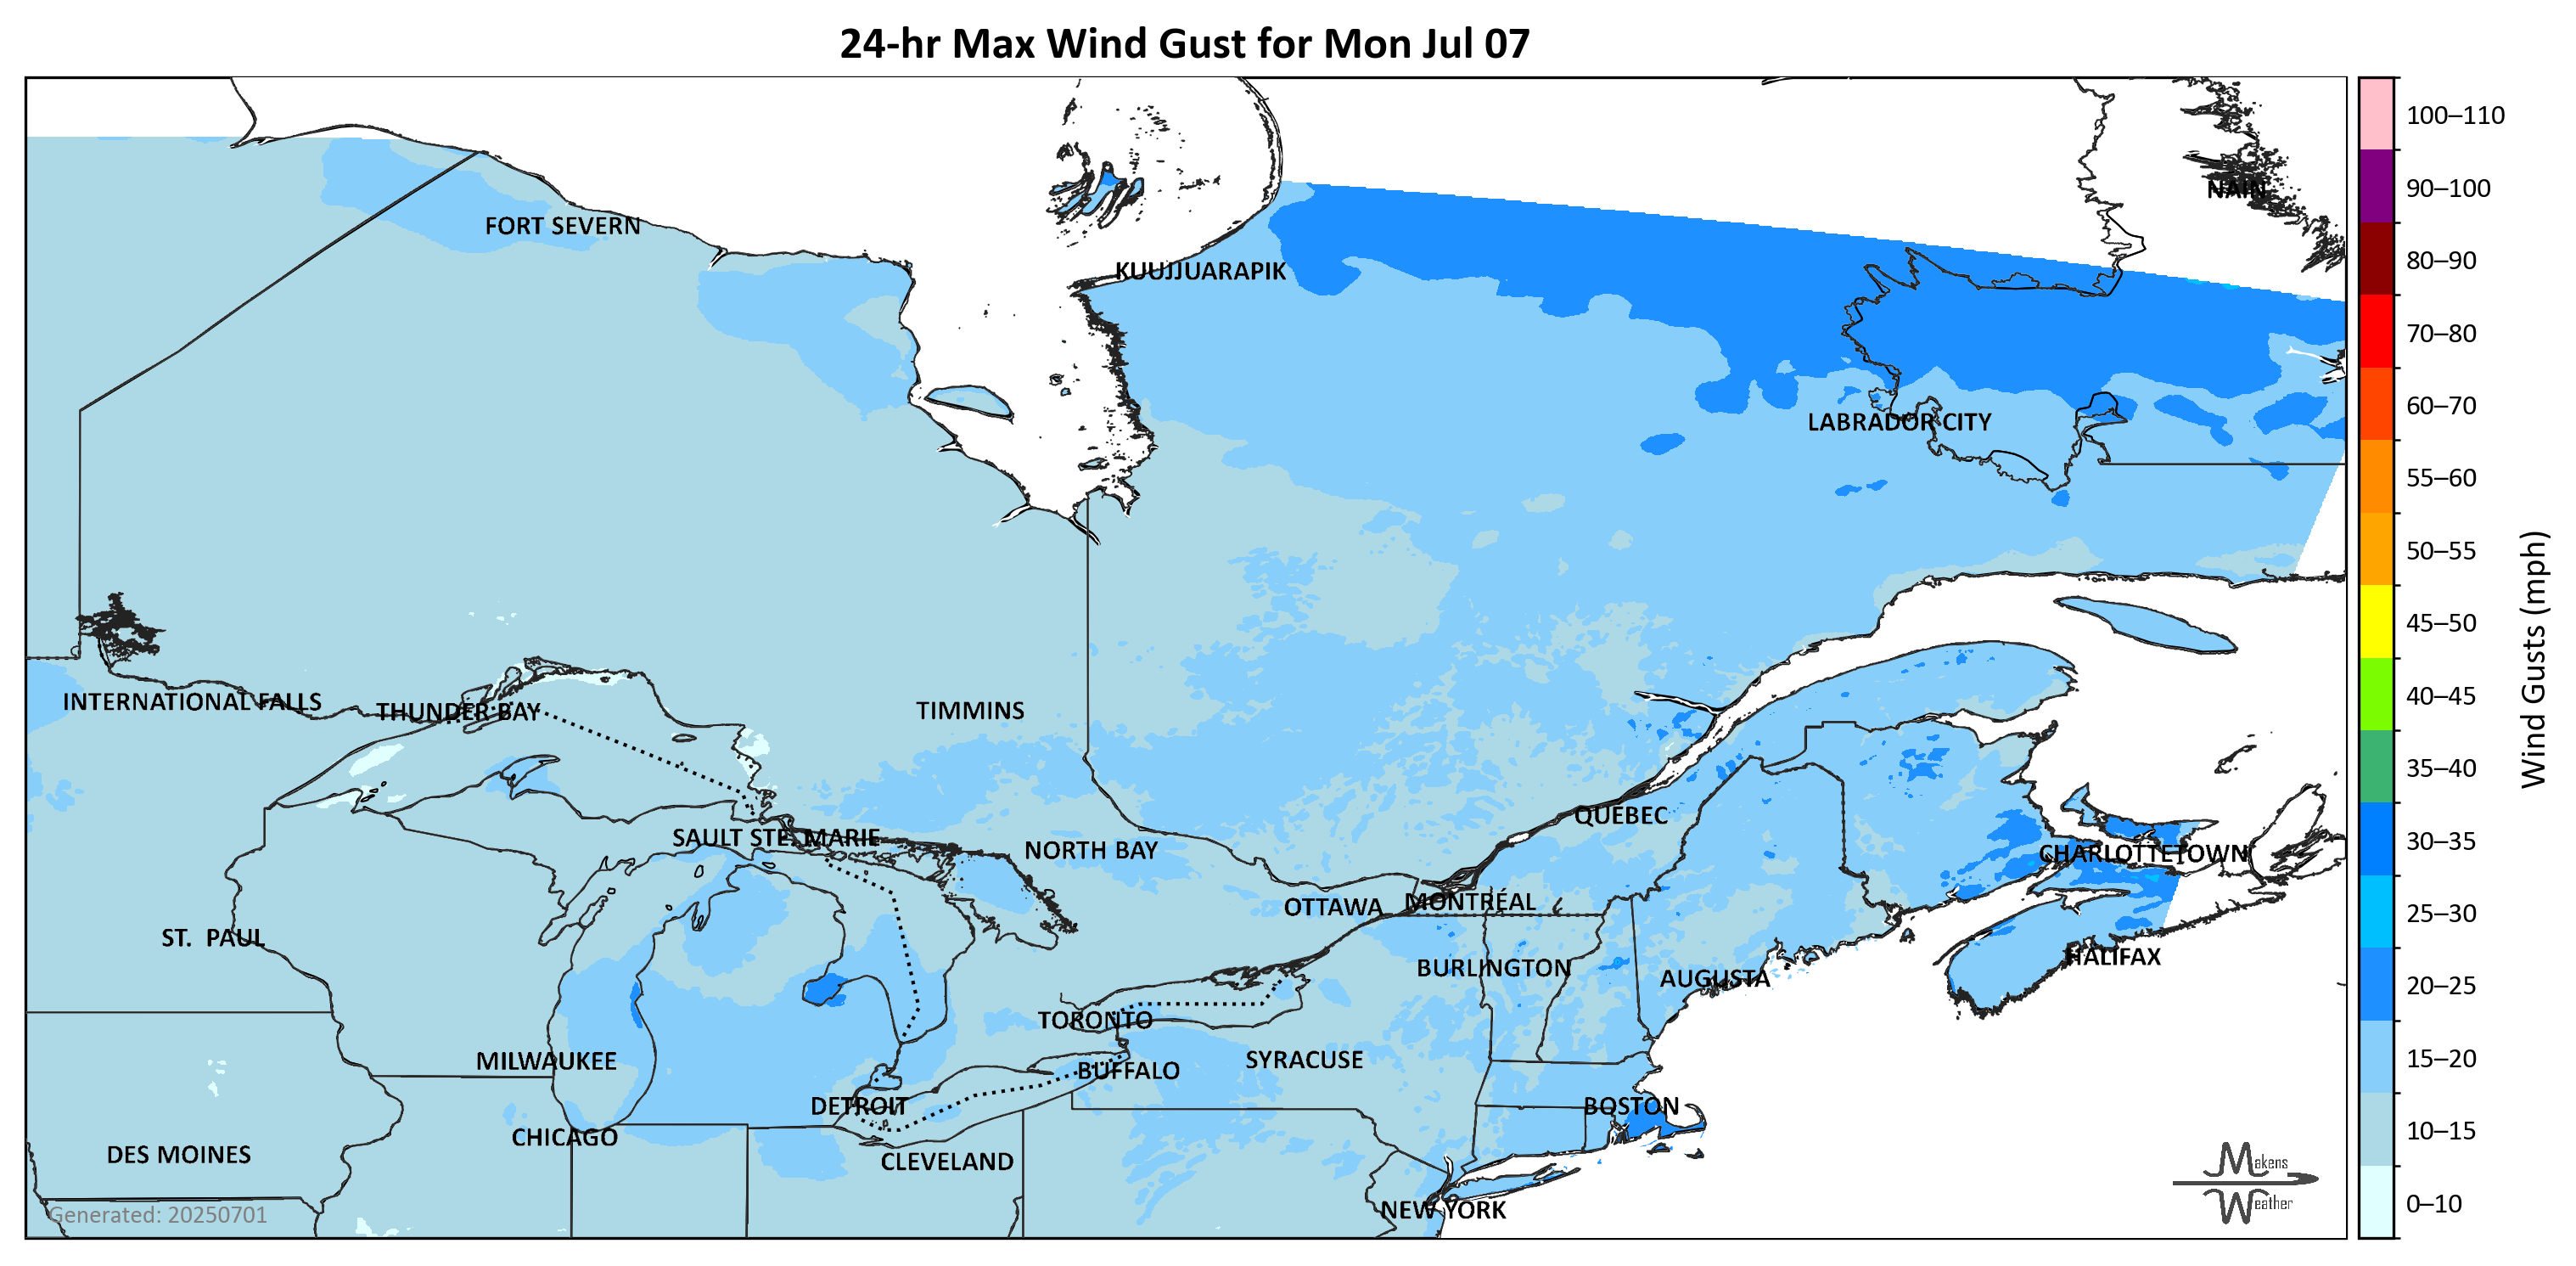 24-hr Max Wind Gust for Mon Jul 07
NAIN
FORT SEVERN
KUUJJUARAPIK
LABRADOR CITY
INTERNATIONAL FALLS
THUNDER BAY
TIMMINS
QUÉBEC
SAULT STE. MARIE
NORTH BAY
CHARLOTTETOWN
OTTAWA
MONTRÉAL
ST. PAUL
HALIFAX
BURLINGTON
AUGUSTA
TORONTO
MILWAUKEE
SYRACUSE
BUFFALO
DETROIT
BOSTON
CHICAGO
DES MOINES
CLEVELAND
NEW YORK
Generated: 20250701
Makens
Weather
100–110
90–100
80–90
70–80
60–70
55–60
50–55
45–50
40–45
35–40
30–35
25–30
20–25
15–20
10–15
0–10
Wind Gusts (mph)